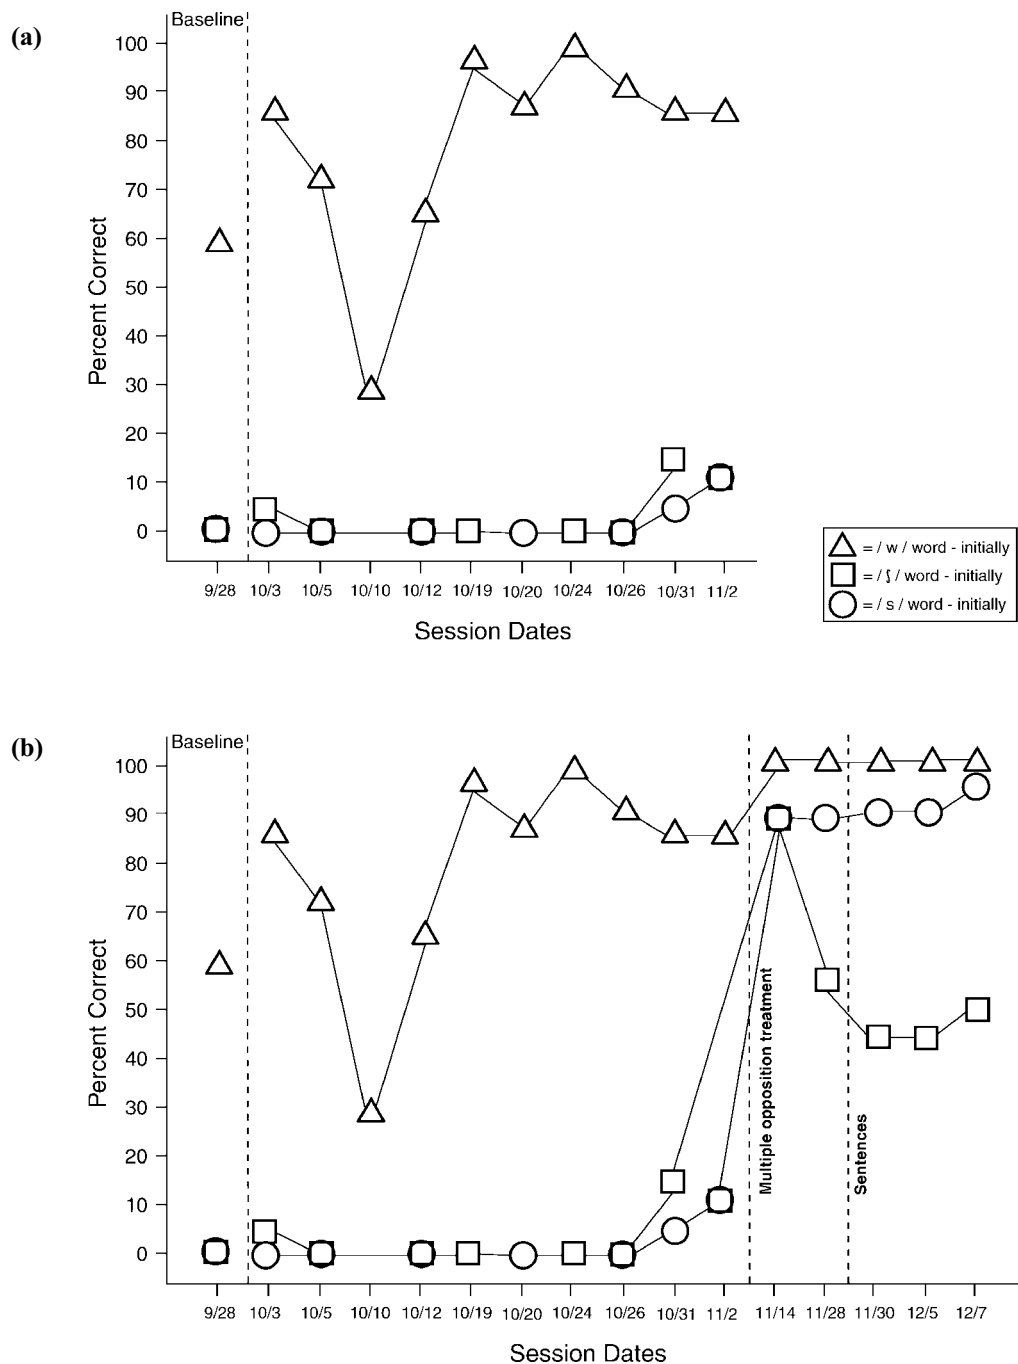 (a)
Baseline
100
90
80
70
60
50
40
30
20
10
0
Percent Correct
9/28 10/3 10/5 10/10 10/12 10/19 10/20 10/24 10/26 10/31 11/2
Session Dates
= / w / word - initially
= / ʃ / word - initially
= / s / word - initially
(b)
Baseline
100
90
80
70
60
50
40
30
20
10
0
Percent Correct
Multiple opposition treatment
Sentences
9/28 10/3 10/5 10/10 10/12 10/19 10/20 10/24 10/26 10/31 11/2 11/14 11/28 11/30 12/5 12/7
Session Dates